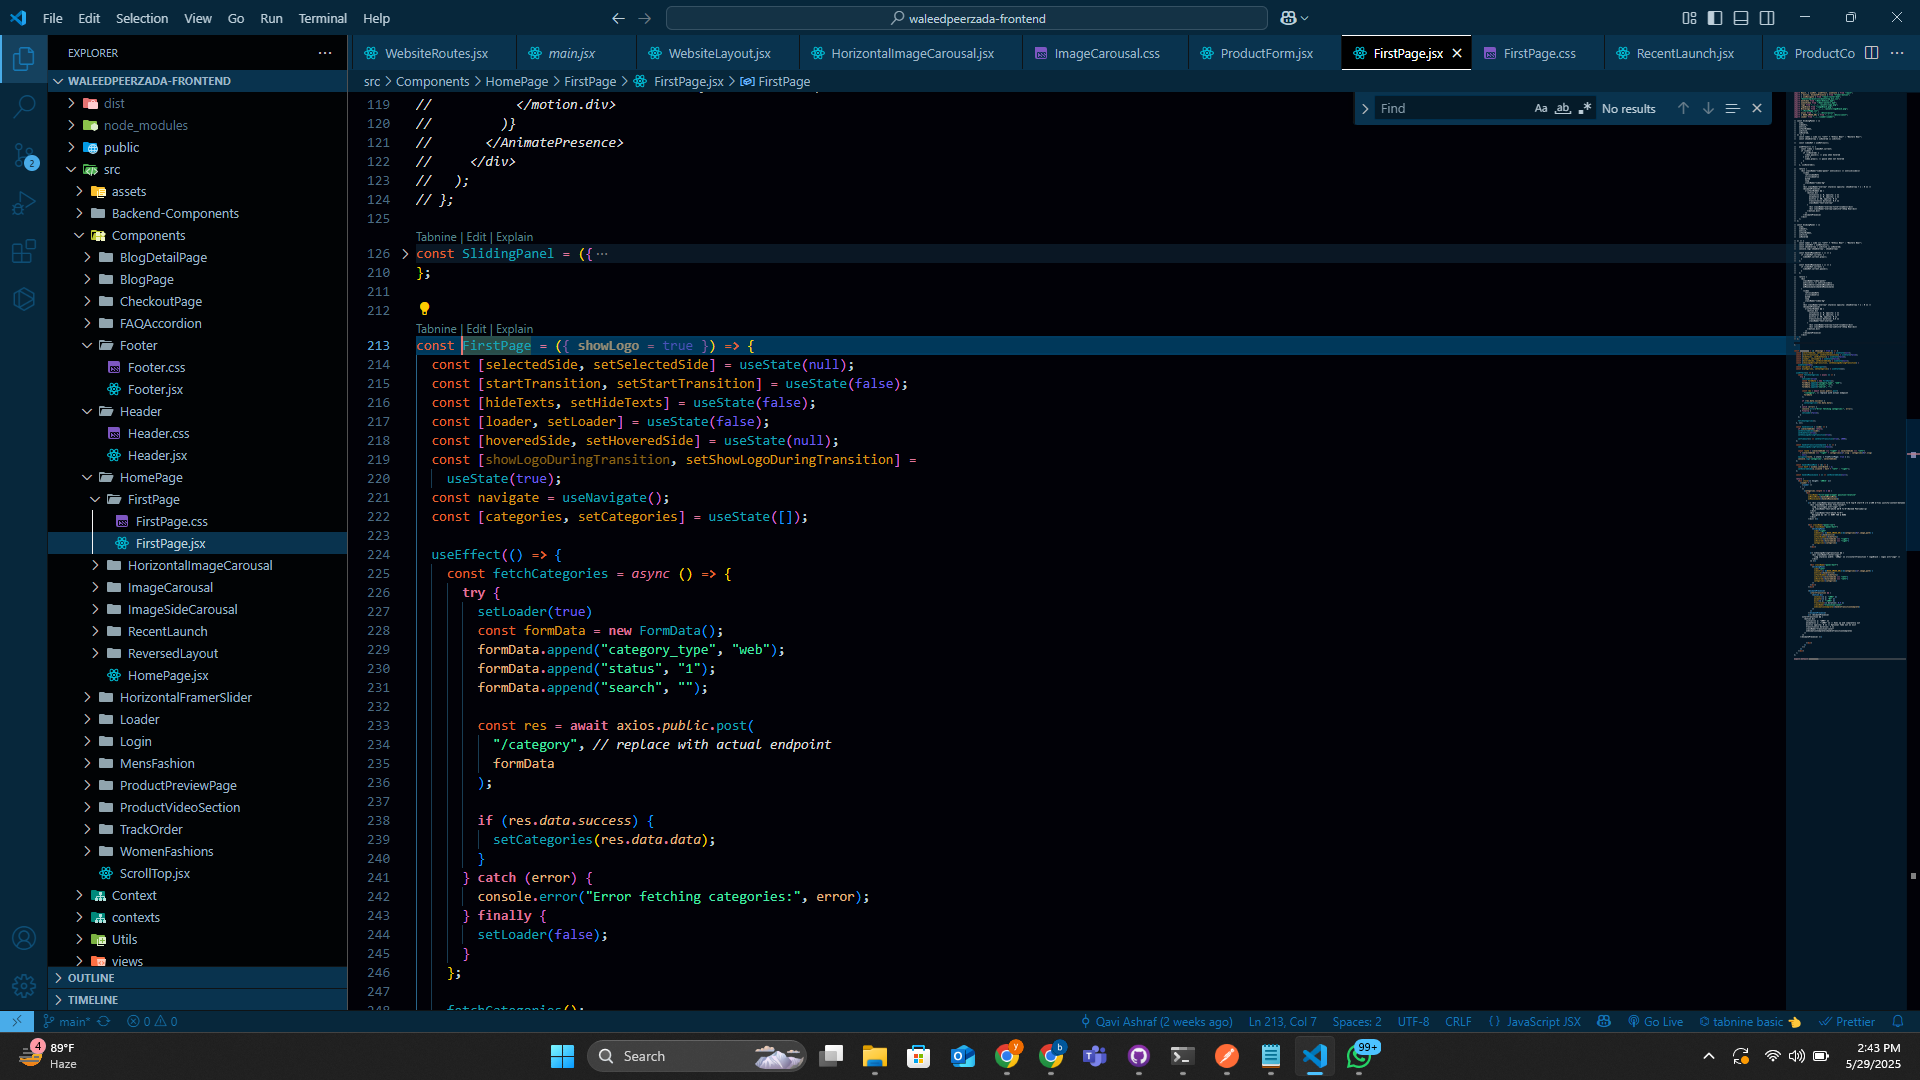 File Edit Selection View Go Run Terminal Help
waleedpeerzada-frontend
EXPLORER
WALEEDPEERZADA-FRONTEND
dist
node_modules
public
src
assets
Backend-Components
Components
BlogDetailPage
BlogPage
CheckoutPage
FAQAccordion
Footer
Footer.css
Footer.jsx
Header
Header.css
Header.jsx
HomePage
FirstPage
FirstPage.css
FirstPage.jsx
HorizontalImageCarousal
ImageCarousal
ImageSideCarousal
RecentLaunch
ReversedLayout
HomePage.jsx
HorizontalFramerSlider
Loader
Login
MensFashion
ProductPreviewPage
ProductVideoSection
TrackOrder
WomenFashions
ScrollTop.jsx
Context
contexts
Utils
views
OUTLINE
TIMELINE
2
WebsiteRoutes.jsx main.jsx WebsiteLayout.jsx HorizontalImageCarousal.jsx ImageCarousal.css ProductForm.jsx FirstPage.jsx FirstPage.css RecentLaunch.jsx ProductCo
src > Components > HomePage > FirstPage > FirstPage.jsx > FirstPage
Find Aa ab .* No results
119 // </motion.div>
120 // )}
121 // </AnimatePresence>
122 // </div>
123 // );
124 // };
125
Tabnine | Edit | Explain
126 const SlidingPanel = ({ ···
210 };
211
212
Tabnine | Edit | Explain
213 const FirstPage = ({ showLogo = true }) => {
214 const [selectedSide, setSelectedSide] = useState(null);
215 const [startTransition, setStartTransition] = useState(false);
216 const [hideTexts, setHideTexts] = useState(false);
217 const [loader, setLoader] = useState(false);
218 const [hoveredSide, setHoveredSide] = useState(null);
219 const [showLogoDuringTransition, setShowLogoDuringTransition] =
220 useState(true);
221 const navigate = useNavigate();
222 const [categories, setCategories] = useState([]);
223
224 useEffect(() => {
225 const fetchCategories = async () => {
226 try {
227 setLoader(true)
228 const formData = new FormData();
229 formData.append("category_type", "web");
230 formData.append("status", "1");
231 formData.append("search", "");
232
233 const res = await axios.public.post(
234 "/category", // replace with actual endpoint
235 formData
236 );
237
238 if (res.data.success) {
239 setCategories(res.data.data);
240 }
241 } catch (error) {
242 console.error("Error fetching categories:", error);
243 } finally {
244 setLoader(false);
245 }
246 };
247
248 fetchCategories();
main* 0 0
Qavi Ashraf (2 weeks ago) Ln 213, Col 7 Spaces: 2 UTF-8 CRLF {} JavaScript JSX Go Live tabnine basic Prettier
4 89°F
Haze
Search
99+
2:43 PM
5/29/2025